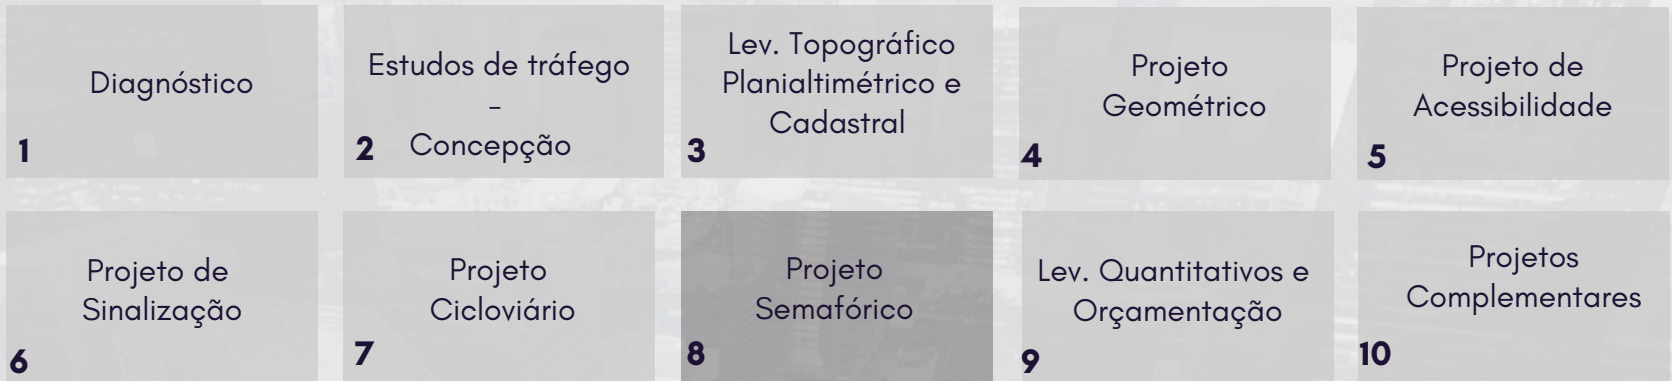 Diagnóstico
1
Estudos de tráfego
-
Concepção
2
Lev. Topográfico
Planialtimétrico e
Cadastral
3
Projeto
Geométrico
4
Projeto de
Acessibilidade
5
Projeto de
Sinalização
6
Projeto
Cicloviário
7
Projeto
Semafórico
8
Lev. Quantitativos e
Orçamentação
9
Projetos
Complementares
10